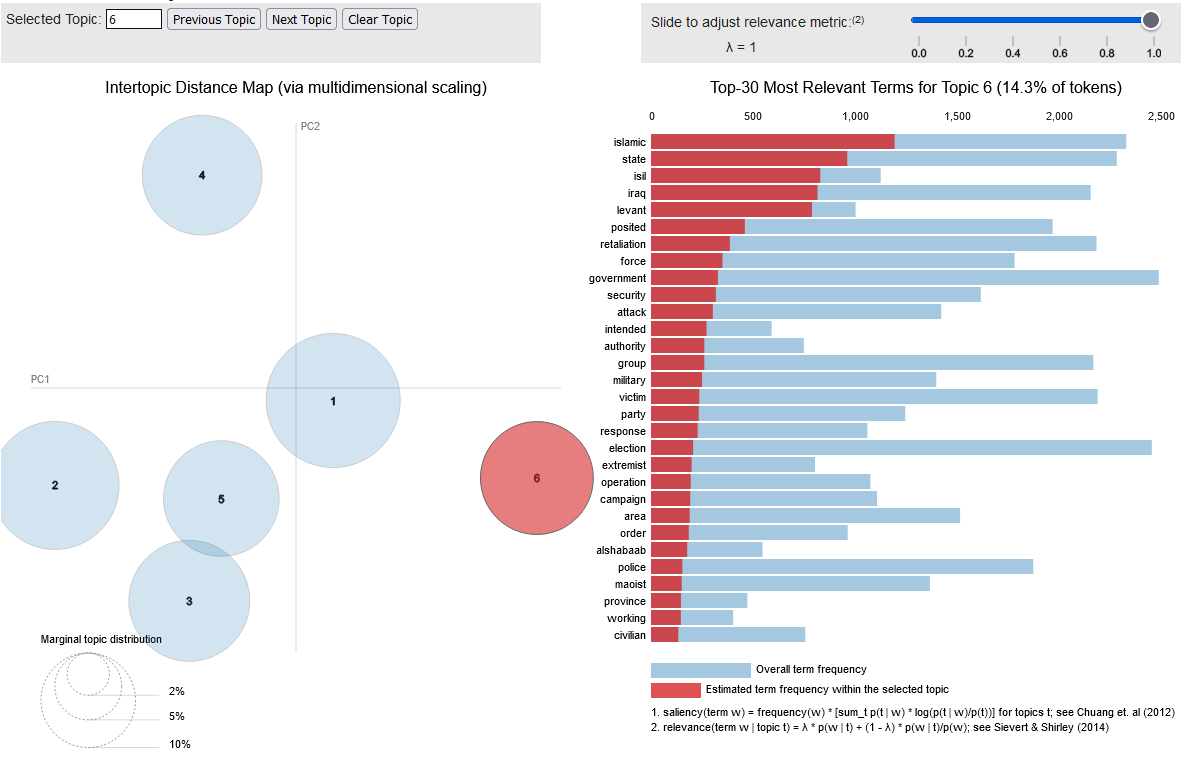 Selected Topic: 6 Previous Topic Next Topic Clear Topic
Slide to adjust relevance metric:(2)
λ = 1
0.0 0.2 0.4 0.6 0.8 1.0
Intertopic Distance Map (via multidimensional scaling)
PC2
PC1
4
1
2
5
6
3
Marginal topic distribution
2%
5%
10%
Top-30 Most Relevant Terms for Topic 6 (14.3% of tokens)
0 500 1,000 1,500 2,000 2,500
islamic
state
isil
iraq
levant
posited
retaliation
force
government
security
attack
intended
authority
group
military
victim
party
response
election
extremist
operation
campaign
area
order
alshabaab
police
maoist
province
working
civilian
Overall term frequency
Estimated term frequency within the selected topic
1. saliency(term w) = frequency(w) * [sum_t p(t | w) * log(p(t | w)/p(t))] for topics t; see Chuang et. al (2012)
2. relevance(term w | topic t) = λ * p(w | t) + (1 - λ) * p(w | t)/p(w); see Sievert & Shirley (2014)